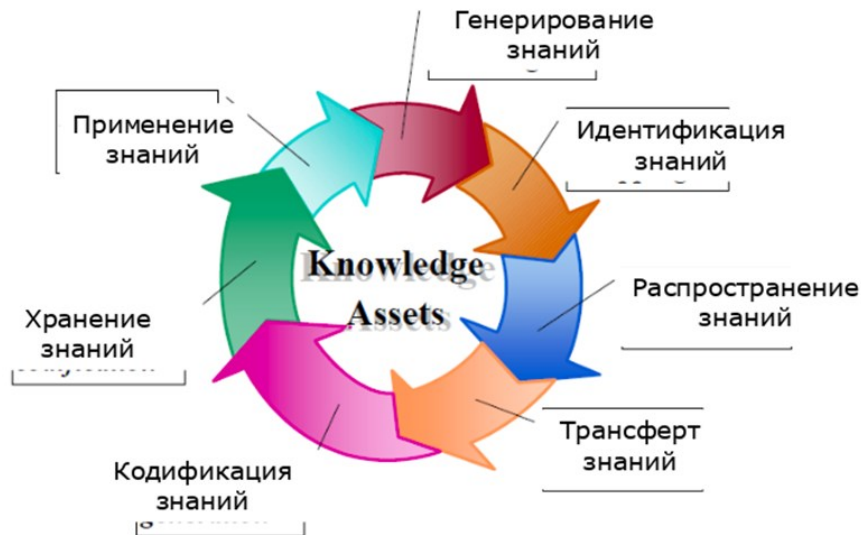 Генерирование
знаний
Применение
знаний
Идентификация
знаний
Knowledge
Assets
Распространение
знаний
Хранение
знаний
Трансферт
знаний
Кодификация
знаний